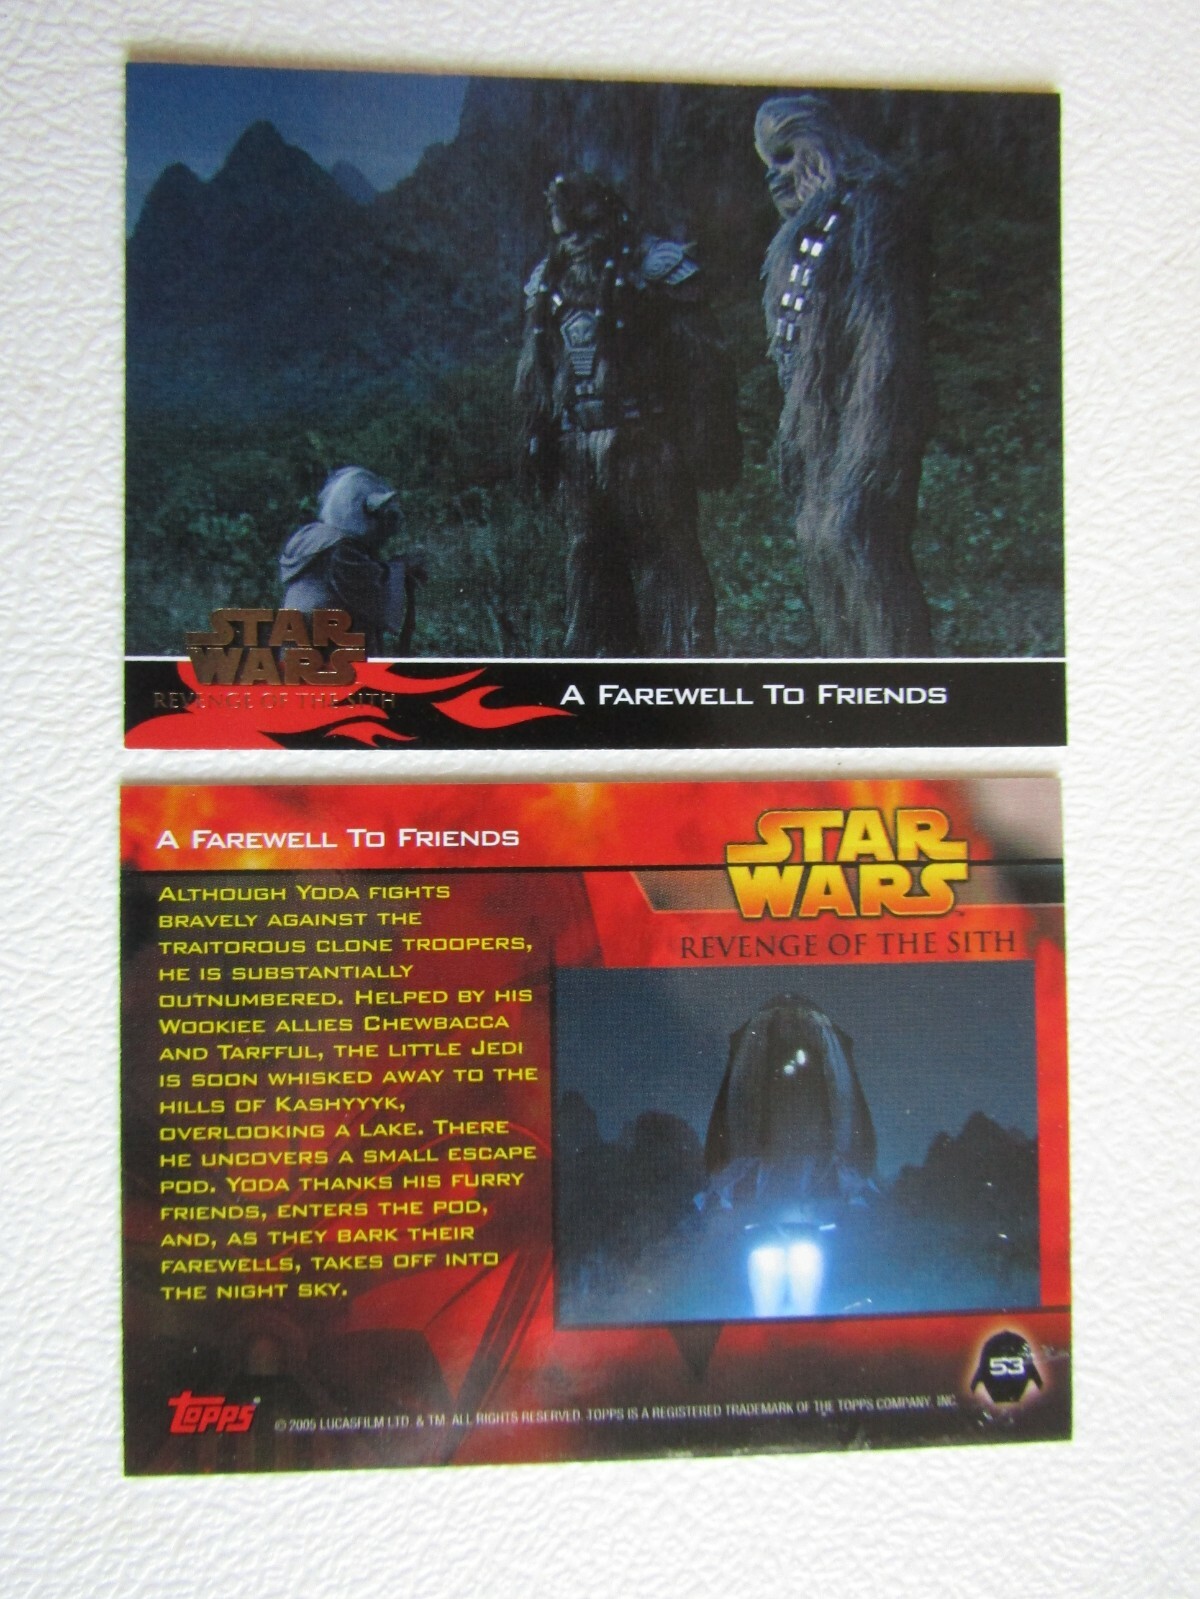 STAR
WARS
REVENGE OF THE SITH
A FAREWELL TO FRIENDS
A FAREWELL TO FRIENDS
STAR
WARS
REVENGE OF THE SITH
ALTHOUGH YODA FIGHTS
BRAVELY AGAINST THE
TRAITOROUS CLONE TROOPERS,
HE IS SUBSTANTIALLY
OUTNUMBERED. HELPED BY HIS
WOOKIEE ALLIES CHEWBACCA
AND TARFFUL, THE LITTLE JEDI
IS SOON WHISKED AWAY TO THE
HILLS OF KASHYYYK,
OVERLOOKING A LAKE. THERE
HE UNCOVERS A SMALL ESCAPE
POD. YODA THANKS HIS FURRY
FRIENDS, ENTERS THE POD,
AND, AS THEY BARK THEIR
FAREWELLS, TAKES OFF INTO
THE NIGHT SKY.
53
Topps®
© 2005 LUCASFILM LTD. & TM. ALL RIGHTS RESERVED. TOPPS IS A REGISTERED TRADEMARK OF THE TOPPS COMPANY, INC.